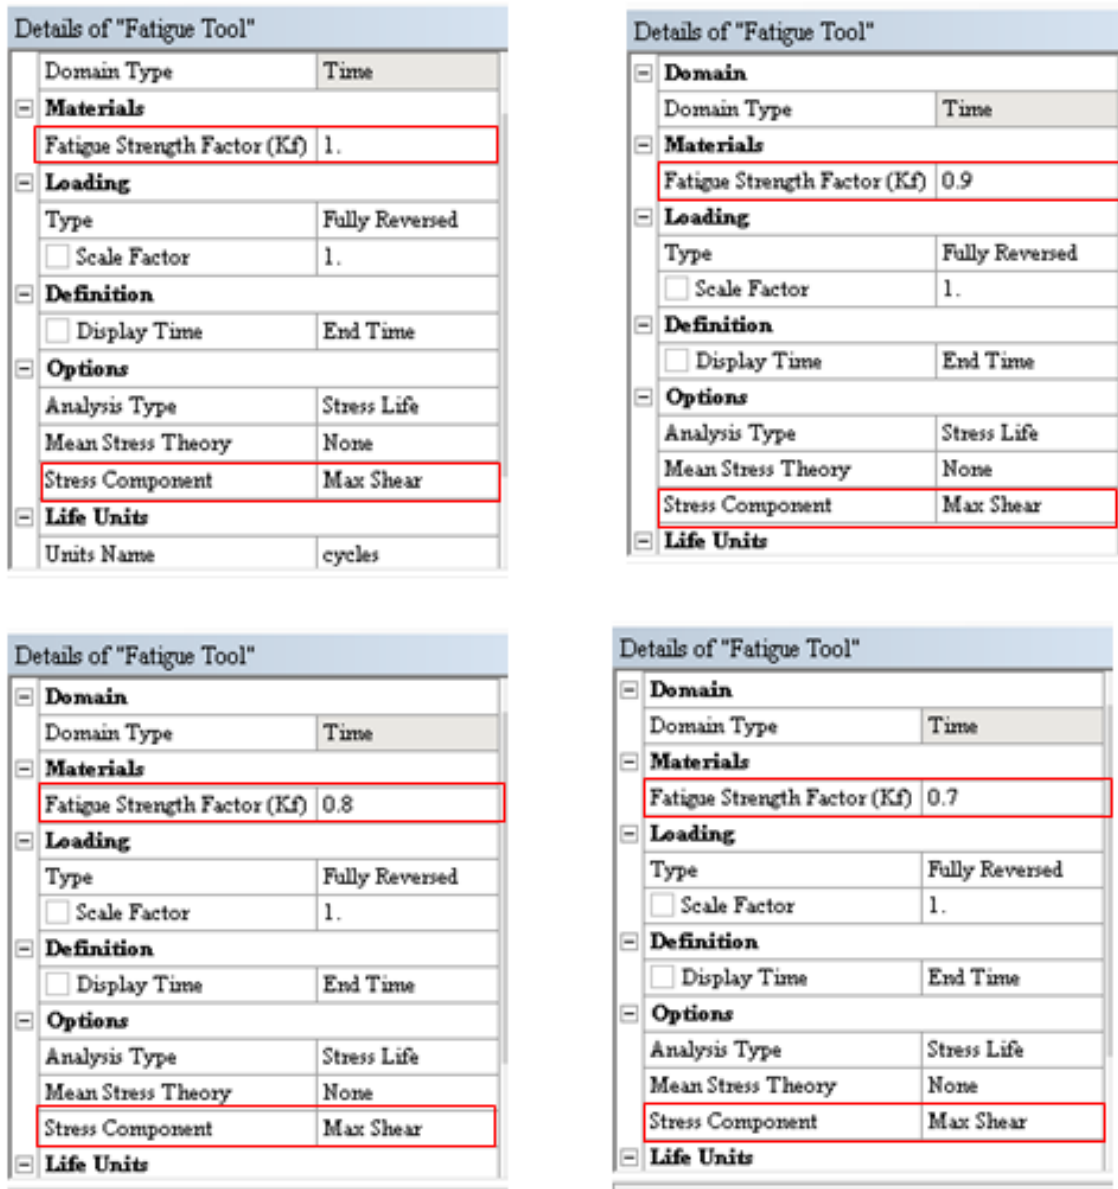 Details of "Fatigue Tool"
Domain Type Time
Materials
Fatigue Strength Factor (Kf) 1.
Loading
Type Fully Reversed
Scale Factor 1.
Definition
Display Time End Time
Options
Analysis Type Stress Life
Mean Stress Theory None
Stress Component Max Shear
Life Units
Units Name cycles
Details of "Fatigue Tool"
Domain
Domain Type Time
Materials
Fatigue Strength Factor (Kf) 0.9
Loading
Type Fully Reversed
Scale Factor 1.
Definition
Display Time End Time
Options
Analysis Type Stress Life
Mean Stress Theory None
Stress Component Max Shear
Life Units
Details of "Fatigue Tool"
Domain
Domain Type Time
Materials
Fatigue Strength Factor (Kf) 0.8
Loading
Type Fully Reversed
Scale Factor 1.
Definition
Display Time End Time
Options
Analysis Type Stress Life
Mean Stress Theory None
Stress Component Max Shear
Life Units
Details of "Fatigue Tool"
Domain
Domain Type Time
Materials
Fatigue Strength Factor (Kf) 0.7
Loading
Type Fully Reversed
Scale Factor 1.
Definition
Display Time End Time
Options
Analysis Type Stress Life
Mean Stress Theory None
Stress Component Max Shear
Life Units